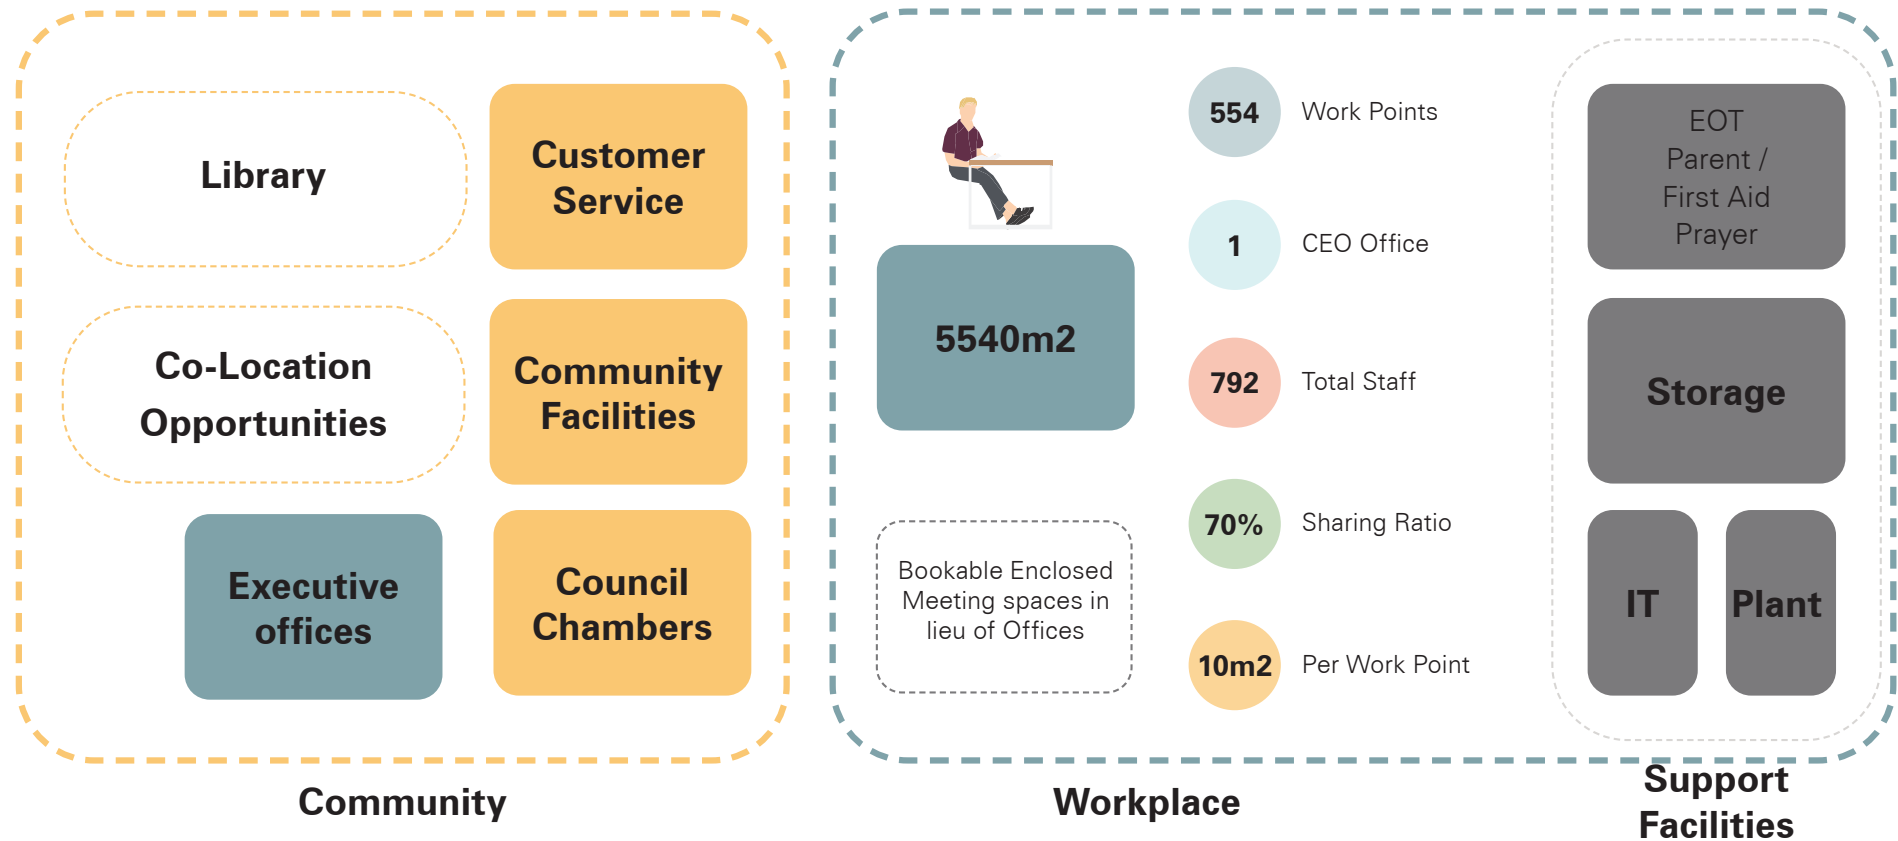 Library
Customer
Service
Co-Location
Opportunities
Community
Facilities
Executive
offices
Council
Chambers
Community
5540m2
Bookable Enclosed
Meeting spaces in
lieu of Offices
554
Work Points
1
CEO Office
792
Total Staff
70%
Sharing Ratio
10m2
Per Work Point
Workplace
EOT
Parent /
First Aid
Prayer
Storage
IT
Plant
Support
Facilities